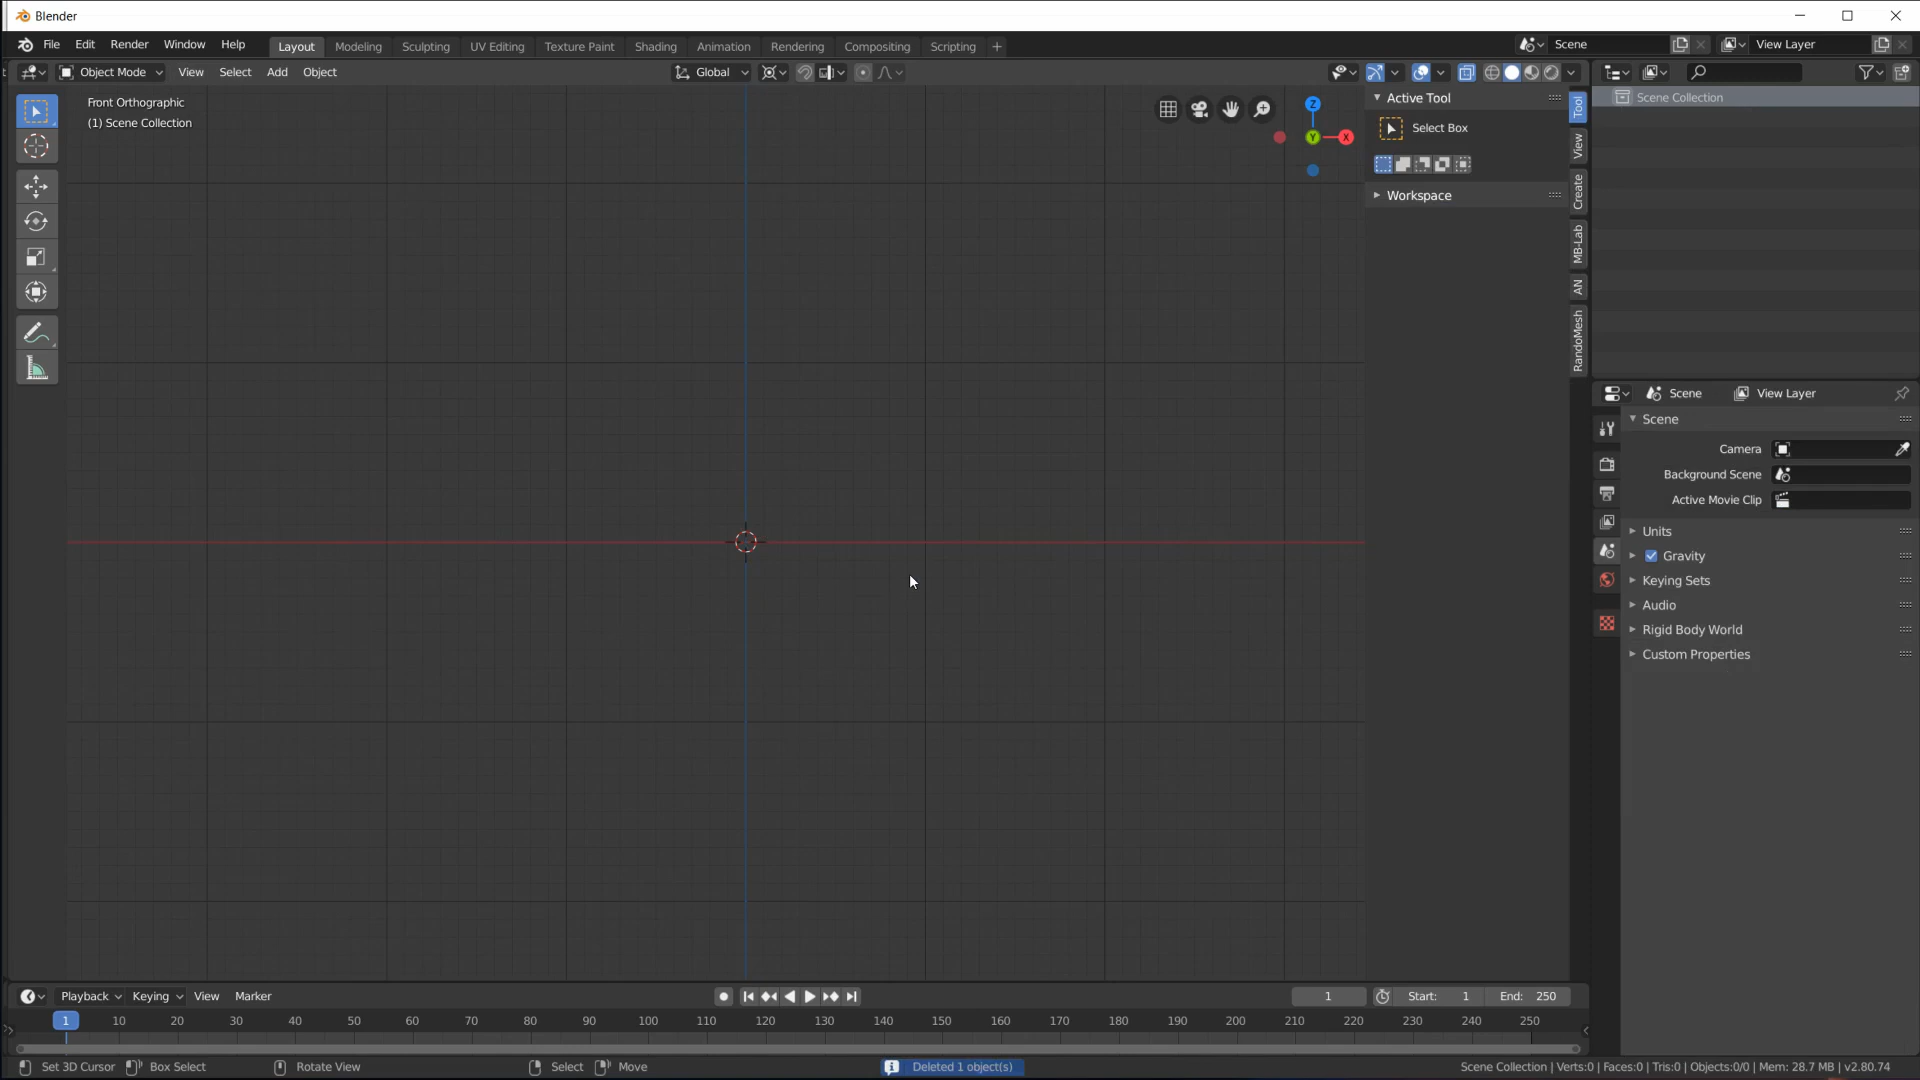 Blender
File Edit Render Window Help Layout Modeling Sculpting UV Editing Texture Paint Shading Animation Rendering Compositing Scripting + Scene View Layer
Object Mode View Select Add Object Global
Front Orthographic
(1) Scene Collection
Z
Y
X
Active Tool
Select Box
Workspace
Tool
View
Create
MB-Lab
AN
RandoMesh
Scene Collection
Scene View Layer
Scene
Camera
Background Scene
Active Movie Clip
Units
Gravity
Keying Sets
Audio
Rigid Body World
Custom Properties
Playback Keying View Marker 1 Start: 1 End: 250
1 10 20 30 40 50 60 70 80 90 100 110 120 130 140 150 160 170 180 190 200 210 220 230 240 250
Set 3D Cursor Box Select Rotate View Select Move Deleted 1 object(s) Scene Collection | Verts:0 | Faces:0 | Tris:0 | Objects:0/0 | Mem: 28.7 MB | v2.80.74